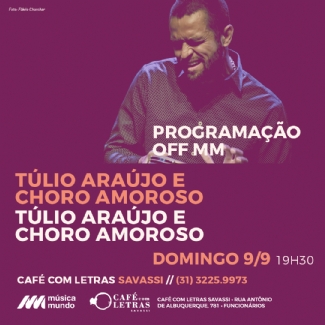 Foto: Flávio Charchar
PROGRAMAÇÃO
OFF MM
TÚLIO ARAÚJO E
CHORO AMOROSO
TÚLIO ARAÚJO E
CHORO AMOROSO
DOMINGO 9/9 19H30
CAFÉ COM LETRAS SAVASSI // (31) 3225.9973
música
mundo
CAFÉ com
LETRAS
SAVASSI
CAFÉ COM LETRAS SAVASSI - RUA ANTÔNIO
DE ALBUQUERQUE, 781 - FUNCIONÁRIOS